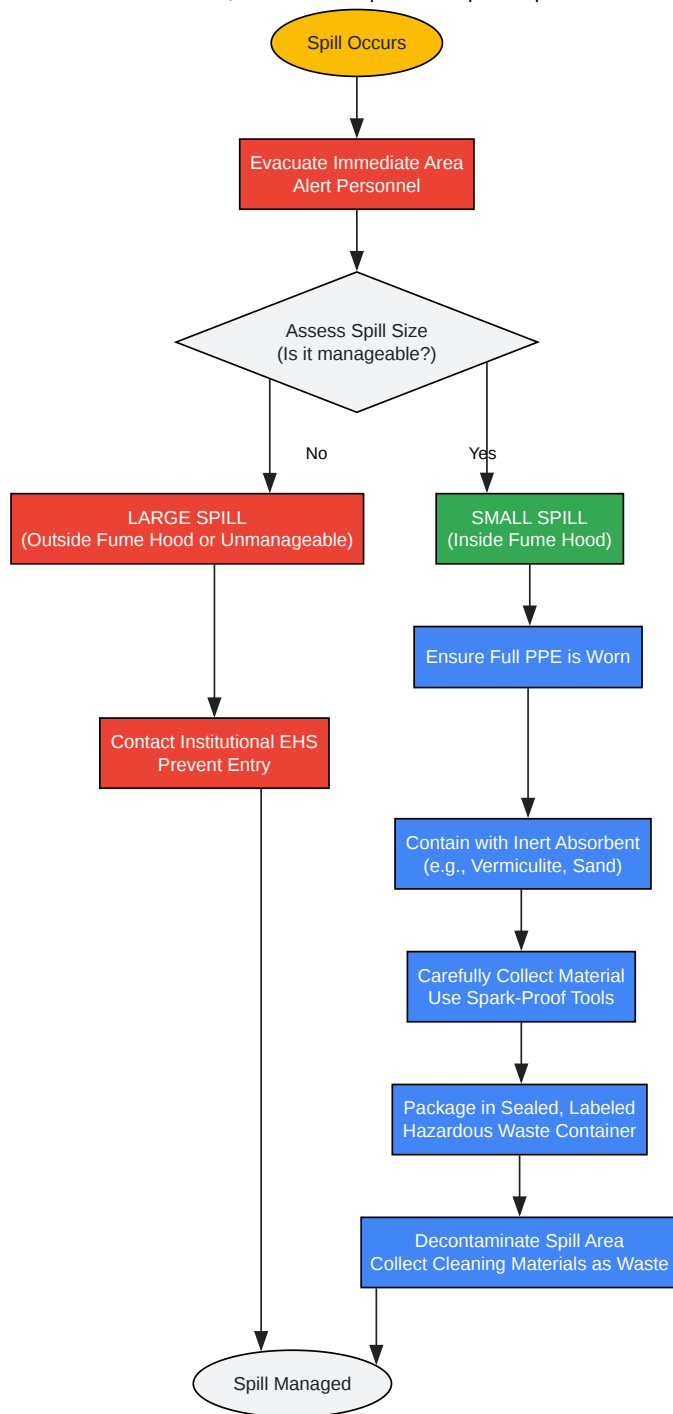 Spill Occurs
Evacuate Immediate Area
Alert Personnel
Assess Spill Size
(Is it manageable?)
No
Yes
LARGE SPILL
(Outside Fume Hood or Unmanageable)
SMALL SPILL
(Inside Fume Hood)
Ensure Full PPE is Worn
Contact Institutional EHS
Prevent Entry
Contain with Inert Absorbent
(e.g., Vermiculite, Sand)
Carefully Collect Material
Use Spark-Proof Tools
Package in Sealed, Labeled
Hazardous Waste Container
Decontaminate Spill Area
Collect Cleaning Materials as Waste
Spill Managed